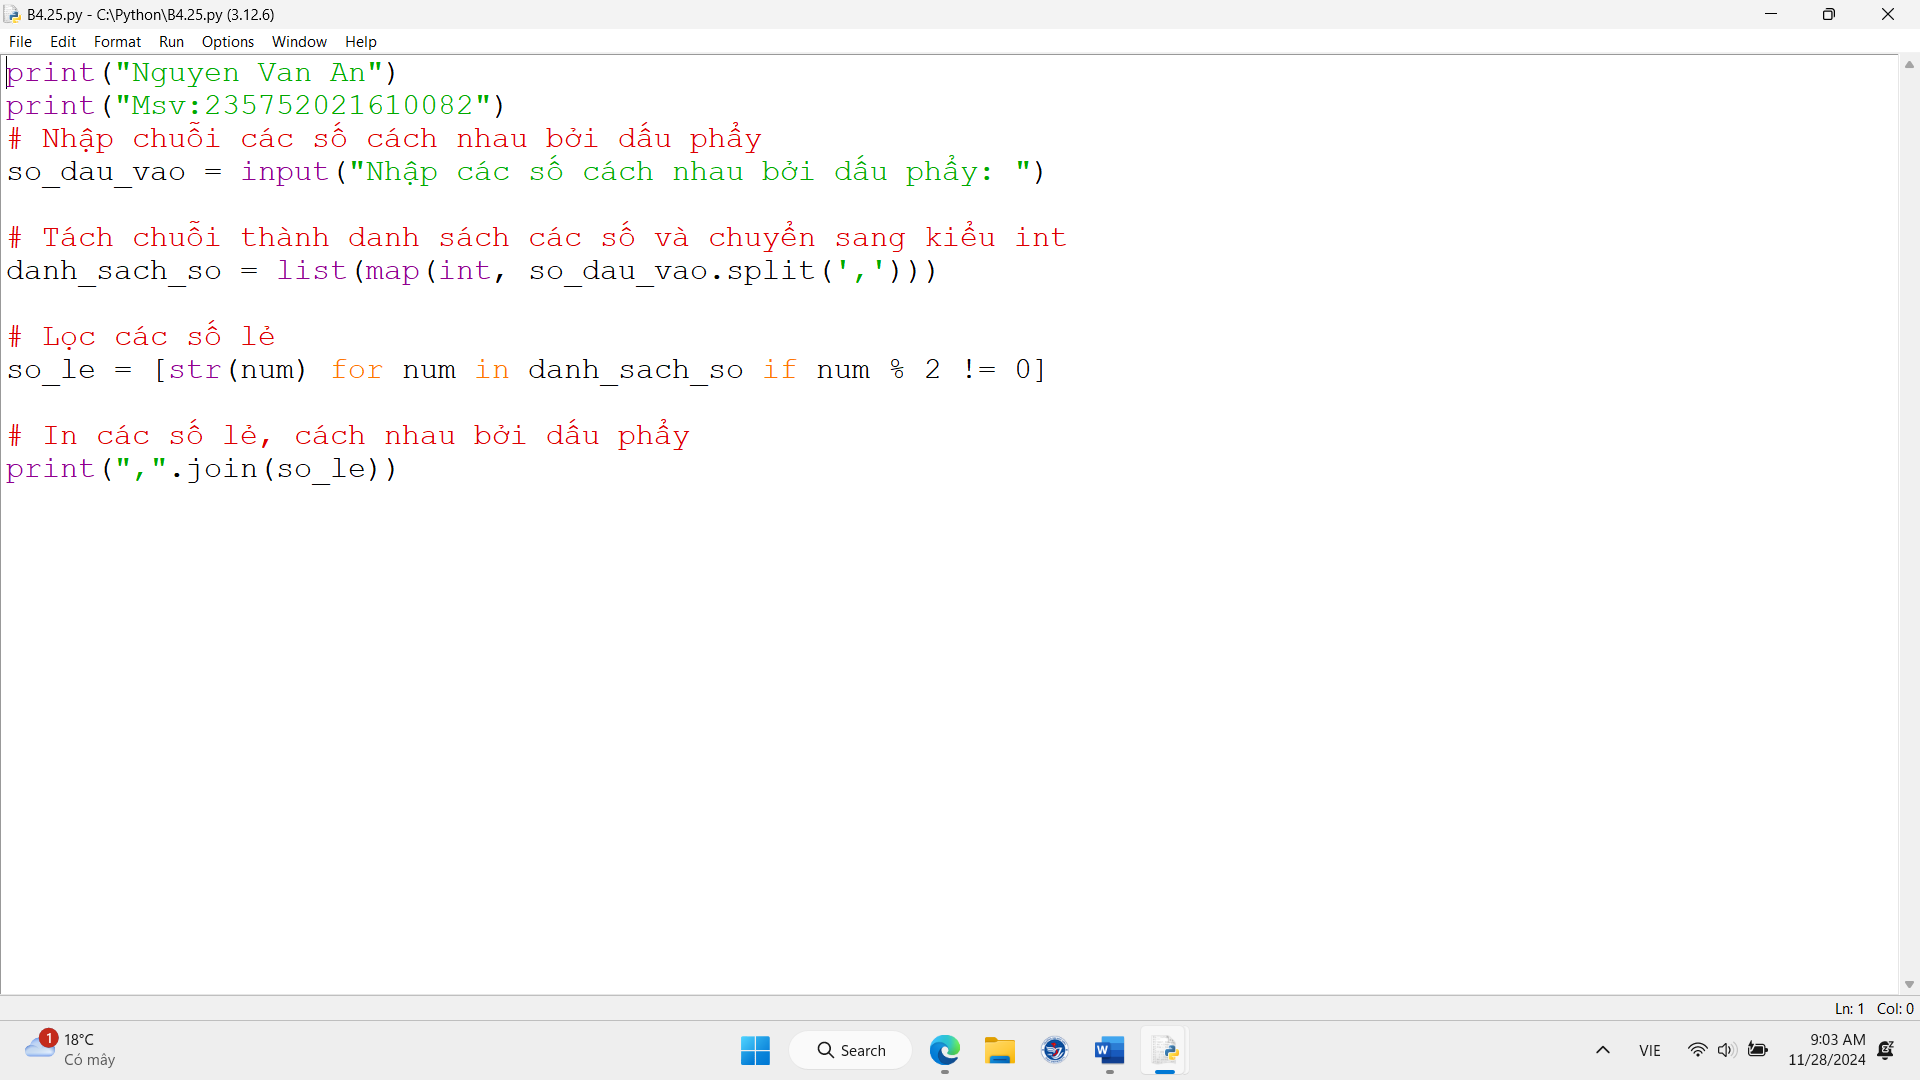 B4.25.py - C:\Python\B4.25.py (3.12.6)
File Edit Format Run Options Window Help
print("Nguyen Van An")
print("Msv:235752021610082")
# Nhập chuỗi các số cách nhau bởi dấu phẩy
so_dau_vao = input("Nhập các số cách nhau bởi dấu phẩy: ")
# Tách chuỗi thành danh sách các số và chuyển sang kiểu int
danh_sach_so = list(map(int, so_dau_vao.split(',')))
# Lọc các số lẻ
so_le = [str(num) for num in danh_sach_so if num % 2 != 0]
# In các số lẻ, cách nhau bởi dấu phẩy
print(",".join(so_le))
Ln: 1 Col: 0
1 18°C
Có mây
Search
VIE
9:03 AM
11/28/2024